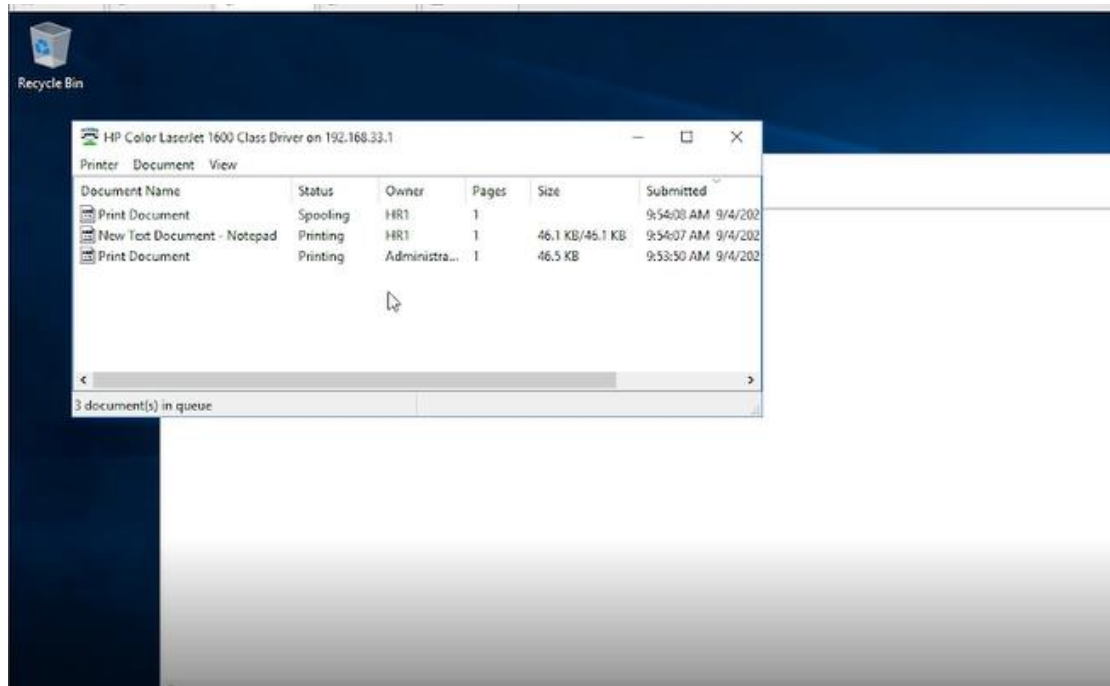 Recycle Bin
HP Color LaserJet 1600 Class Driver on 192.168.33.1
Printer Document View
Document Name Status Owner Pages Size Submitted
Print Document Spooling HR1 1 9:54:08 AM 9/4/202
New Text Document - Notepad Printing HR1 1 46.1 KB/46.1 KB 9:54:07 AM 9/4/202
Print Document Printing Administra... 1 46.5 KB 9:53:50 AM 9/4/202
3 document(s) in queue